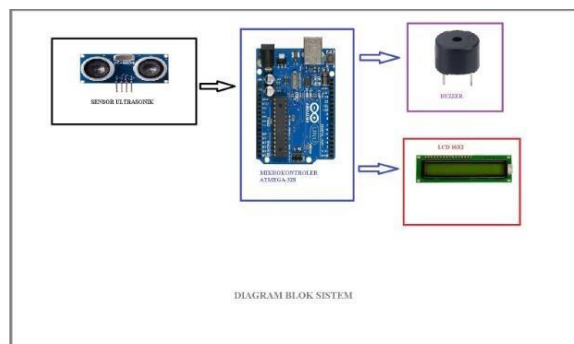 SENSOR ULTRASONIK
MIKROKONTROLER
ATMEGA 328
BUZZER
LCD 16X2
DIAGRAM BLOK SISTEM